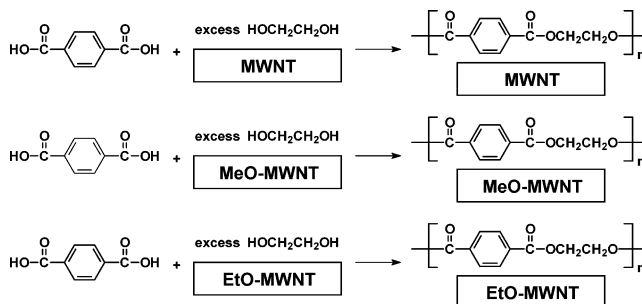 O O excess HOCH₂CH₂OH O O
HO-C C-OH + C C-OCH₂CH₂O n
MWNT MWNT
O O excess HOCH₂CH₂OH O O
HO-C C-OH + C C-OCH₂CH₂O n
MeO-MWNT MeO-MWNT
O O excess HOCH₂CH₂OH O O
HO-C C-OH + C C-OCH₂CH₂O n
EtO-MWNT EtO-MWNT